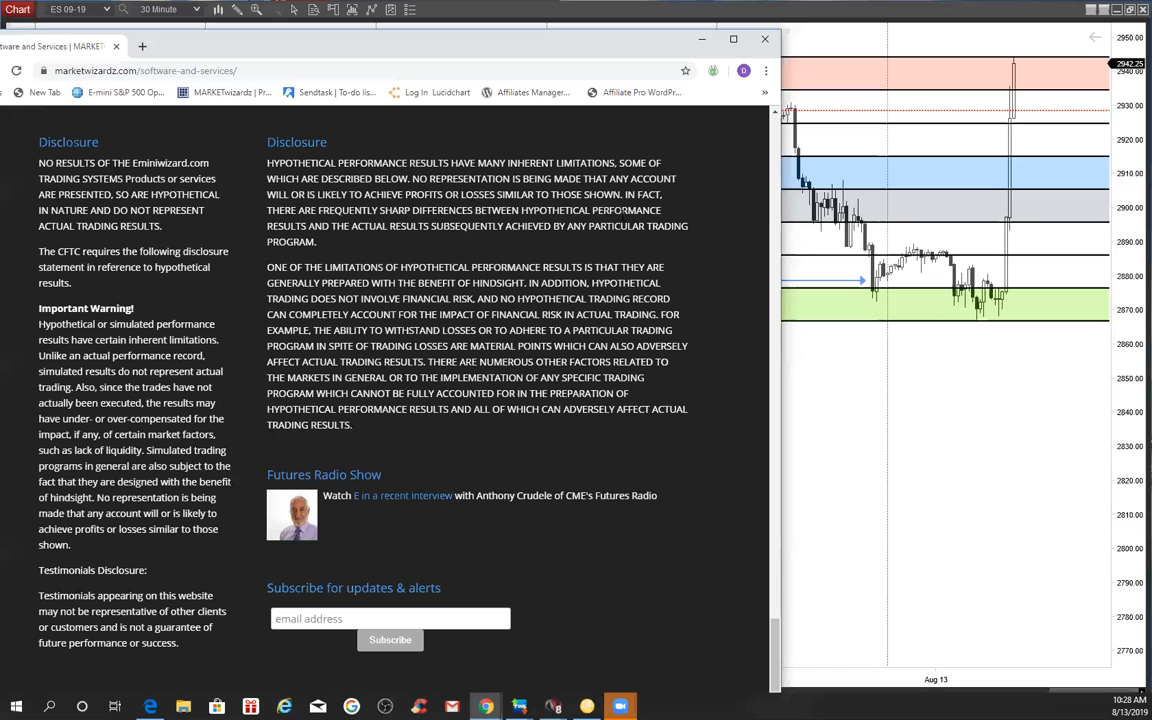 Chart
ES 09-19
30 Minute
ware and Services | MARKET
marketwizardz.com/software-and-services/
D
New Tab
E-mini S&P 500 Op...
MARKETwizardz | Pr...
Sendtask | To-do lis...
Log In Lucidchart
Affiliates Manager...
Affiliate Pro WordPr...
»
Disclosure
NO RESULTS OF THE Eminiwizard.com
TRADING SYSTEMS Products or services
ARE PRESENTED, SO ARE HYPOTHETICAL
IN NATURE AND DO NOT REPRESENT
ACTUAL TRADING RESULTS.
The CFTC requires the following disclosure
statement in reference to hypothetical
results.
Important Warning!
Hypothetical or simulated performance
results have certain inherent limitations.
Unlike an actual performance record,
simulated results do not represent actual
trading. Also, since the trades have not
actually been executed, the results may
have under- or over-compensated for the
impact, if any, of certain market factors,
such as lack of liquidity. Simulated trading
programs in general are also subject to the
fact that they are designed with the benefit
of hindsight. No representation is being
made that any account will or is likely to
achieve profits or losses similar to those
shown.
Testimonials Disclosure:
Testimonials appearing on this website
may not be representative of other clients
or customers and is not a guarantee of
future performance or success.
Disclosure
HYPOTHETICAL PERFORMANCE RESULTS HAVE MANY INHERENT LIMITATIONS, SOME OF
WHICH ARE DESCRIBED BELOW. NO REPRESENTATION IS BEING MADE THAT ANY ACCOUNT
WILL OR IS LIKELY TO ACHIEVE PROFITS OR LOSSES SIMILAR TO THOSE SHOWN. IN FACT,
THERE ARE FREQUENTLY SHARP DIFFERENCES BETWEEN HYPOTHETICAL PERFORMANCE
RESULTS AND THE ACTUAL RESULTS SUBSEQUENTLY ACHIEVED BY ANY PARTICULAR TRADING
PROGRAM.
ONE OF THE LIMITATIONS OF HYPOTHETICAL PERFORMANCE RESULTS IS THAT THEY ARE
GENERALLY PREPARED WITH THE BENEFIT OF HINDSIGHT. IN ADDITION, HYPOTHETICAL
TRADING DOES NOT INVOLVE FINANCIAL RISK, AND NO HYPOTHETICAL TRADING RECORD
CAN COMPLETELY ACCOUNT FOR THE IMPACT OF FINANCIAL RISK IN ACTUAL TRADING. FOR
EXAMPLE, THE ABILITY TO WITHSTAND LOSSES OR TO ADHERE TO A PARTICULAR TRADING
PROGRAM IN SPITE OF TRADING LOSSES ARE MATERIAL POINTS WHICH CAN ALSO ADVERSELY
AFFECT ACTUAL TRADING RESULTS. THERE ARE NUMEROUS OTHER FACTORS RELATED TO
THE MARKETS IN GENERAL OR TO THE IMPLEMENTATION OF ANY SPECIFIC TRADING
PROGRAM WHICH CANNOT BE FULLY ACCOUNTED FOR IN THE PREPARATION OF
HYPOTHETICAL PERFORMANCE RESULTS AND ALL OF WHICH CAN ADVERSELY AFFECT ACTUAL
TRADING RESULTS.
Futures Radio Show
Watch E in a recent interview with Anthony Crudele of CME's Futures Radio
Subscribe for updates & alerts
email address
Subscribe
2950.00
2942.25
2940.00
2930.00
2920.00
2910.00
2900.00
2890.00
2880.00
2870.00
2860.00
2850.00
2840.00
2830.00
2820.00
2810.00
2800.00
2790.00
2780.00
2770.00
Aug 13
10:28 AM
8/13/2019